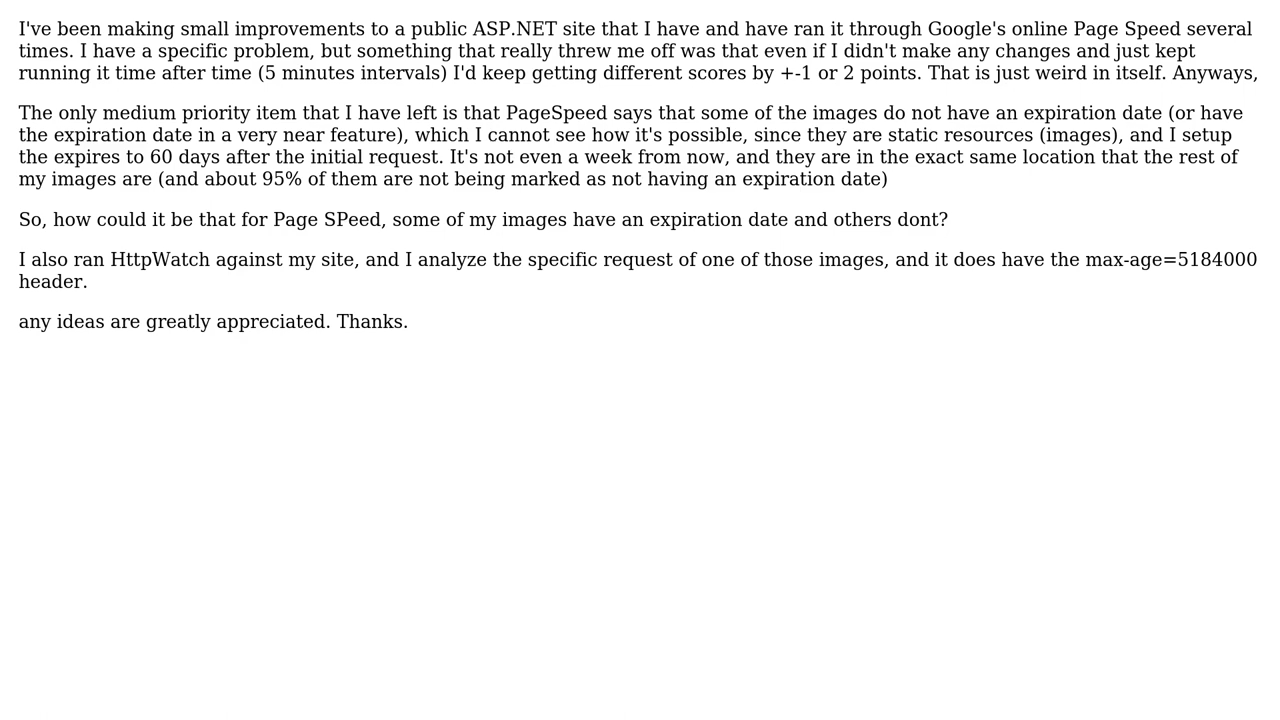 I've been making small improvements to a public ASP.NET site that I have and have ran it through Google's online Page Speed several
times. I have a specific problem, but something that really threw me off was that even if I didn't make any changes and just kept
running it time after time (5 minutes intervals) I'd keep getting different scores by +-1 or 2 points. That is just weird in itself. Anyways,
The only medium priority item that I have left is that PageSpeed says that some of the images do not have an expiration date (or have
the expiration date in a very near feature), which I cannot see how it's possible, since they are static resources (images), and I setup
the expires to 60 days after the initial request. It's not even a week from now, and they are in the exact same location that the rest of
my images are (and about 95% of them are not being marked as not having an expiration date)
So, how could it be that for Page SPeed, some of my images have an expiration date and others dont?
I also ran HttpWatch against my site, and I analyze the specific request of one of those images, and it does have the max-age=5184000
header.
any ideas are greatly appreciated. Thanks.